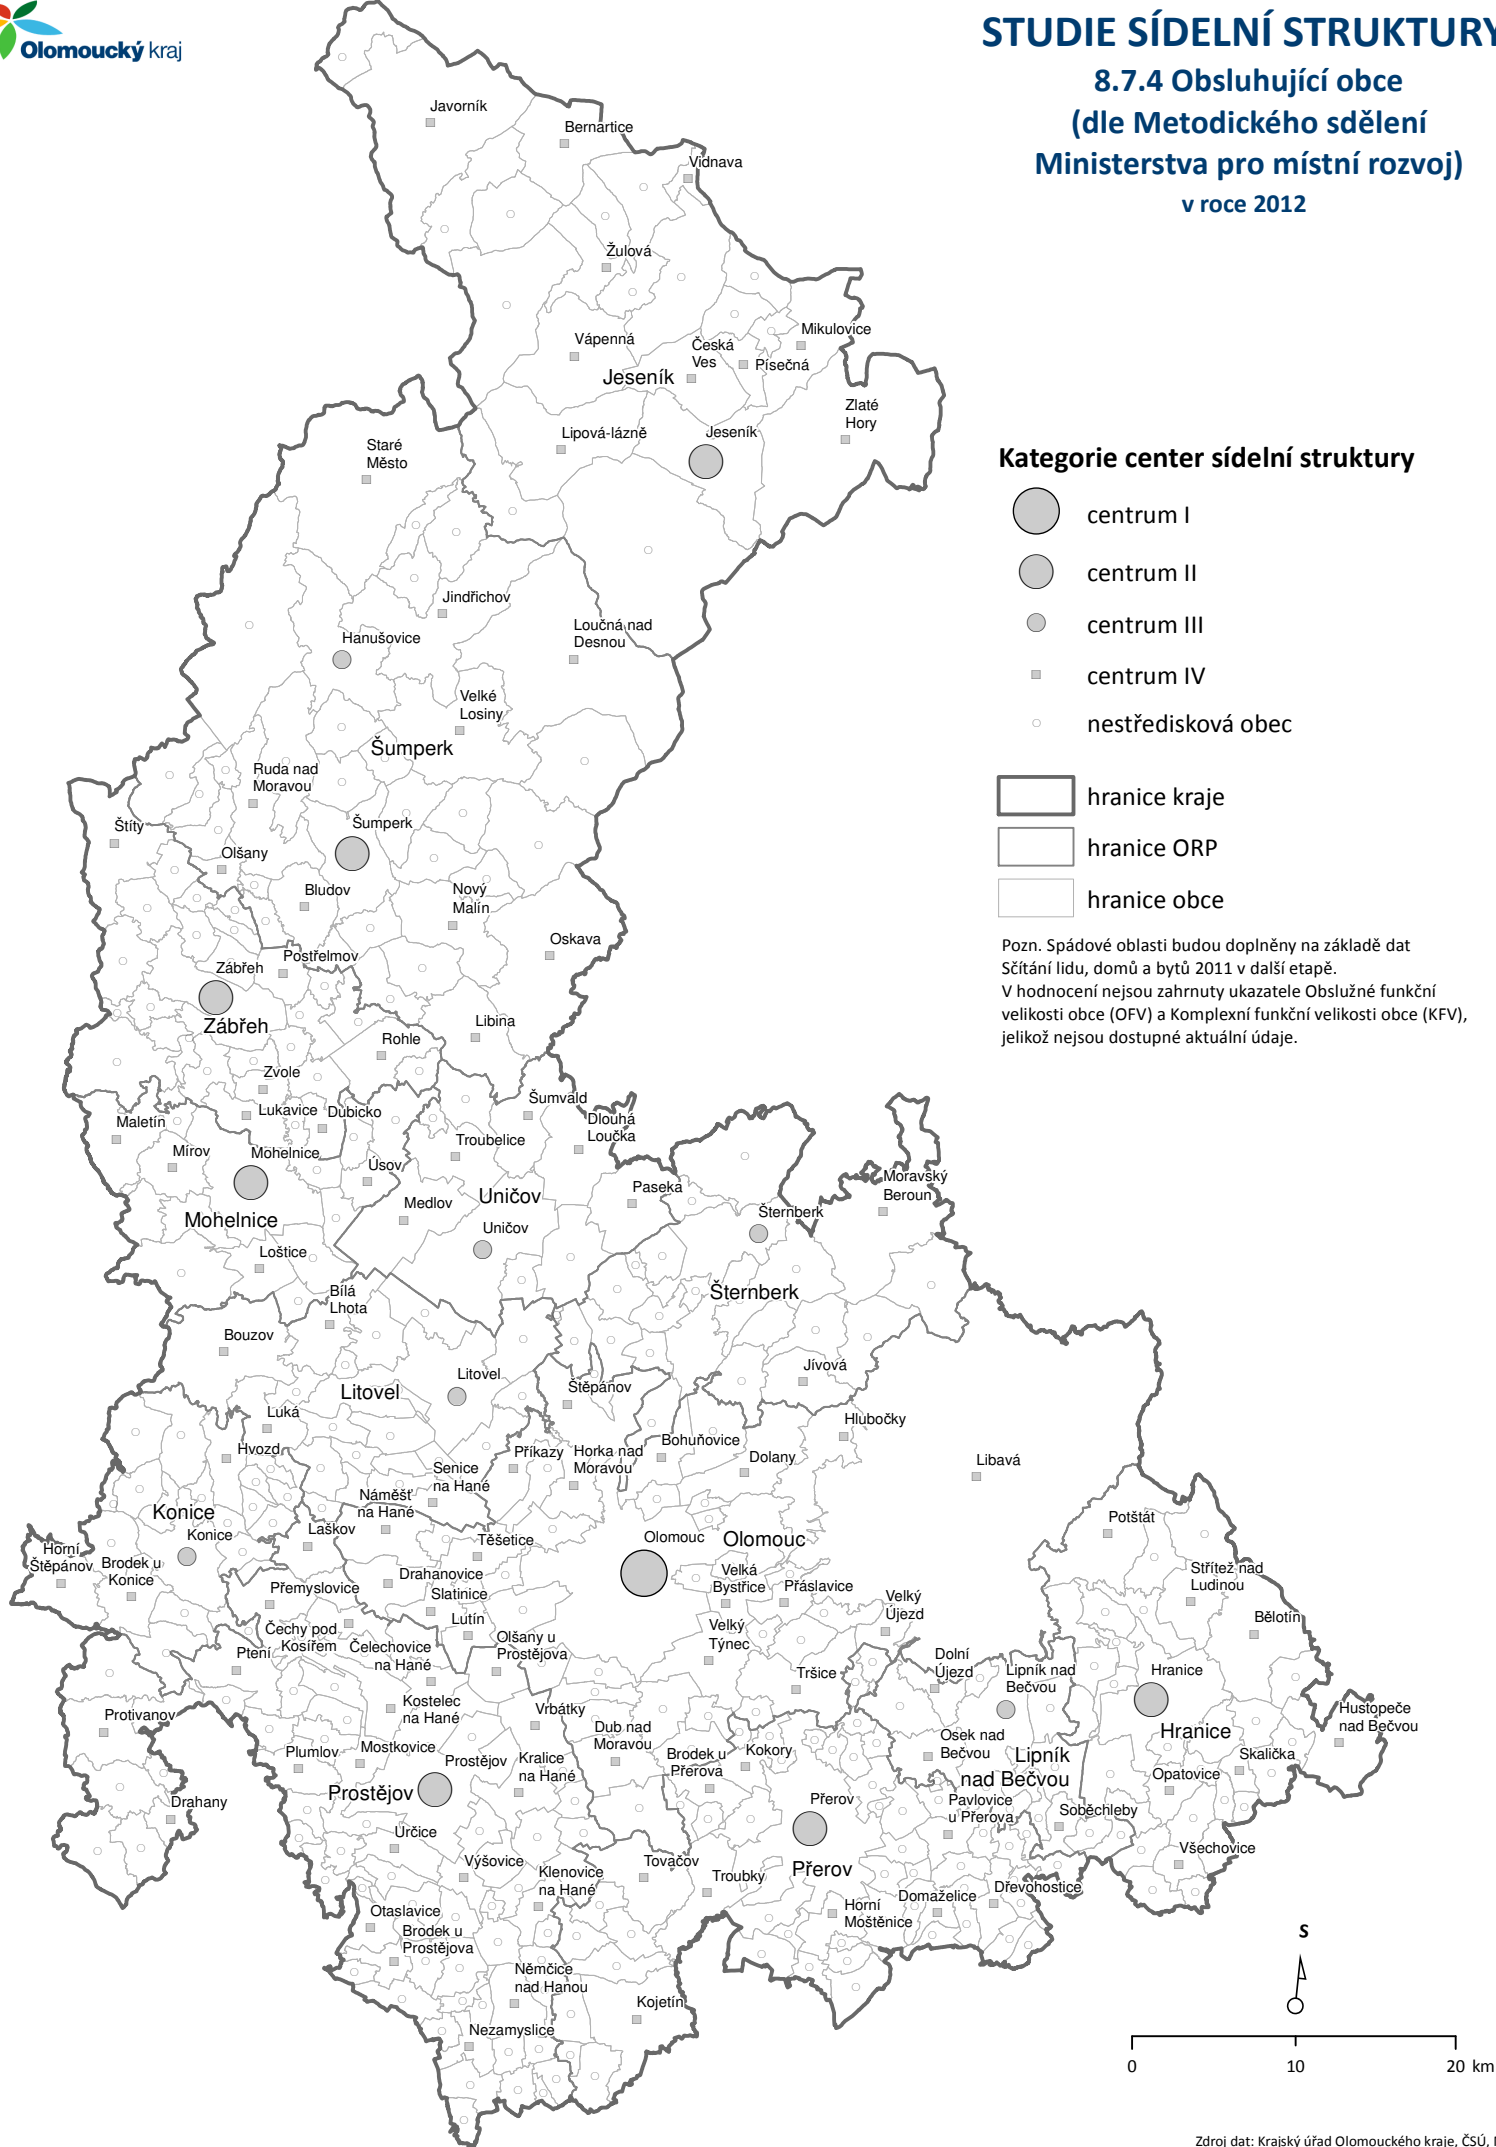 Olomoucký kraj
STUDIE SÍDELNÍ STRUKTURY
8.7.4 Obsluhující obce
(dle Metodického sdělení
Ministerstva pro místní rozvoj)
v roce 2012
Javorník
Bernartice
Vidnava
Žulová
Vápenná
Česká
Ves
Mikulovice
Písečná
Jeseník
Zlaté
Hory
Lipová-lázně
Jeseník
Staré
Město
Kategorie center sídelní struktury
centrum I
centrum II
centrum III
centrum IV
nestředisková obec
hranice kraje
hranice ORP
hranice obce
Pozn. Spádové oblasti budou doplněny na základě dat
Sčítání lidu, domů a bytů 2011 v další etapě.
V hodnocení nejsou zahrnuty ukazatele Obslužné funkční
velikosti obce (OFV) a Komplexní funkční velikosti obce (KFV),
jelikož nejsou dostupné aktuální údaje.
Jindřichov
Hanušovice
Loučná nad
Desnou
Velké
Losiny
Šumperk
Ruda nad
Moravou
Štíty
Šumperk
Olšany
Bludov
Nový
Malín
Oskava
Zábřeh
Postřelmov
Zábřeh
Libina
Rohle
Zvole
Lukavice
Dubicko
Maletín
Mírov
Mohelnice
Úsov
Mohelnice
Loštice
Šumvald
Dlouhá
Loučka
Troubelice
Medlov
Uničov
Uničov
Paseka
Šternberk
Moravský
Beroun
Šternberk
Bílá
Lhota
Bouzov
Litovel
Litovel
Luká
Hvozd
Štěpánov
Jívová
Hlubočky
Bohuňovice
Dolany
Libavá
Příkazy
Horka nad
Moravou
Senice
na Hané
Náměšť
na Hané
Konice
Konice
Laškov
Horní
Štěpánov
Brodek u
Konice
Těšetice
Olomouc
Olomouc
Drahanovice
Slatinice
Přemyslovice
Lutín
Velká
Bystřice
Přáslavice
Velký
Újezd
Velký
Týnec
Tršice
Potštát
Střítež nad
Ludinou
Bělotín
Čechy pod
Kosířem
Čelechovice
na Hané
Olšany u
Prostějova
Ptení
Dolní
Újezd
Lipník nad
Bečvou
Hranice
Hustopeče
nad Bečvou
Hranice
Protivanov
Kostelec
na Hané
Vrbátky
Dub nad
Moravou
Plumlov
Mostkovice
Prostějov
Kralice
na Hané
Brodek u
Přerova
Kokory
Osek nad
Bečvou
Lipník
nad Bečvou
Skalička
Opatovice
Prostějov
Drahany
Přerov
Pavlovice
u Přerova
Soběchleby
Určice
Všechovice
Výšovice
Klenovice
na Hané
Tovačov
Troubky
Přerov
Horní
Moštěnice
Domaželice
Dřevohostice
Otaslavice
Brodek u
Prostějova
Němčice
nad Hanou
Kojetín
Nezamyslice
S
0 10 20 km
Zdroj dat: Krajský úřad Olomouckého kraje, ČSÚ,